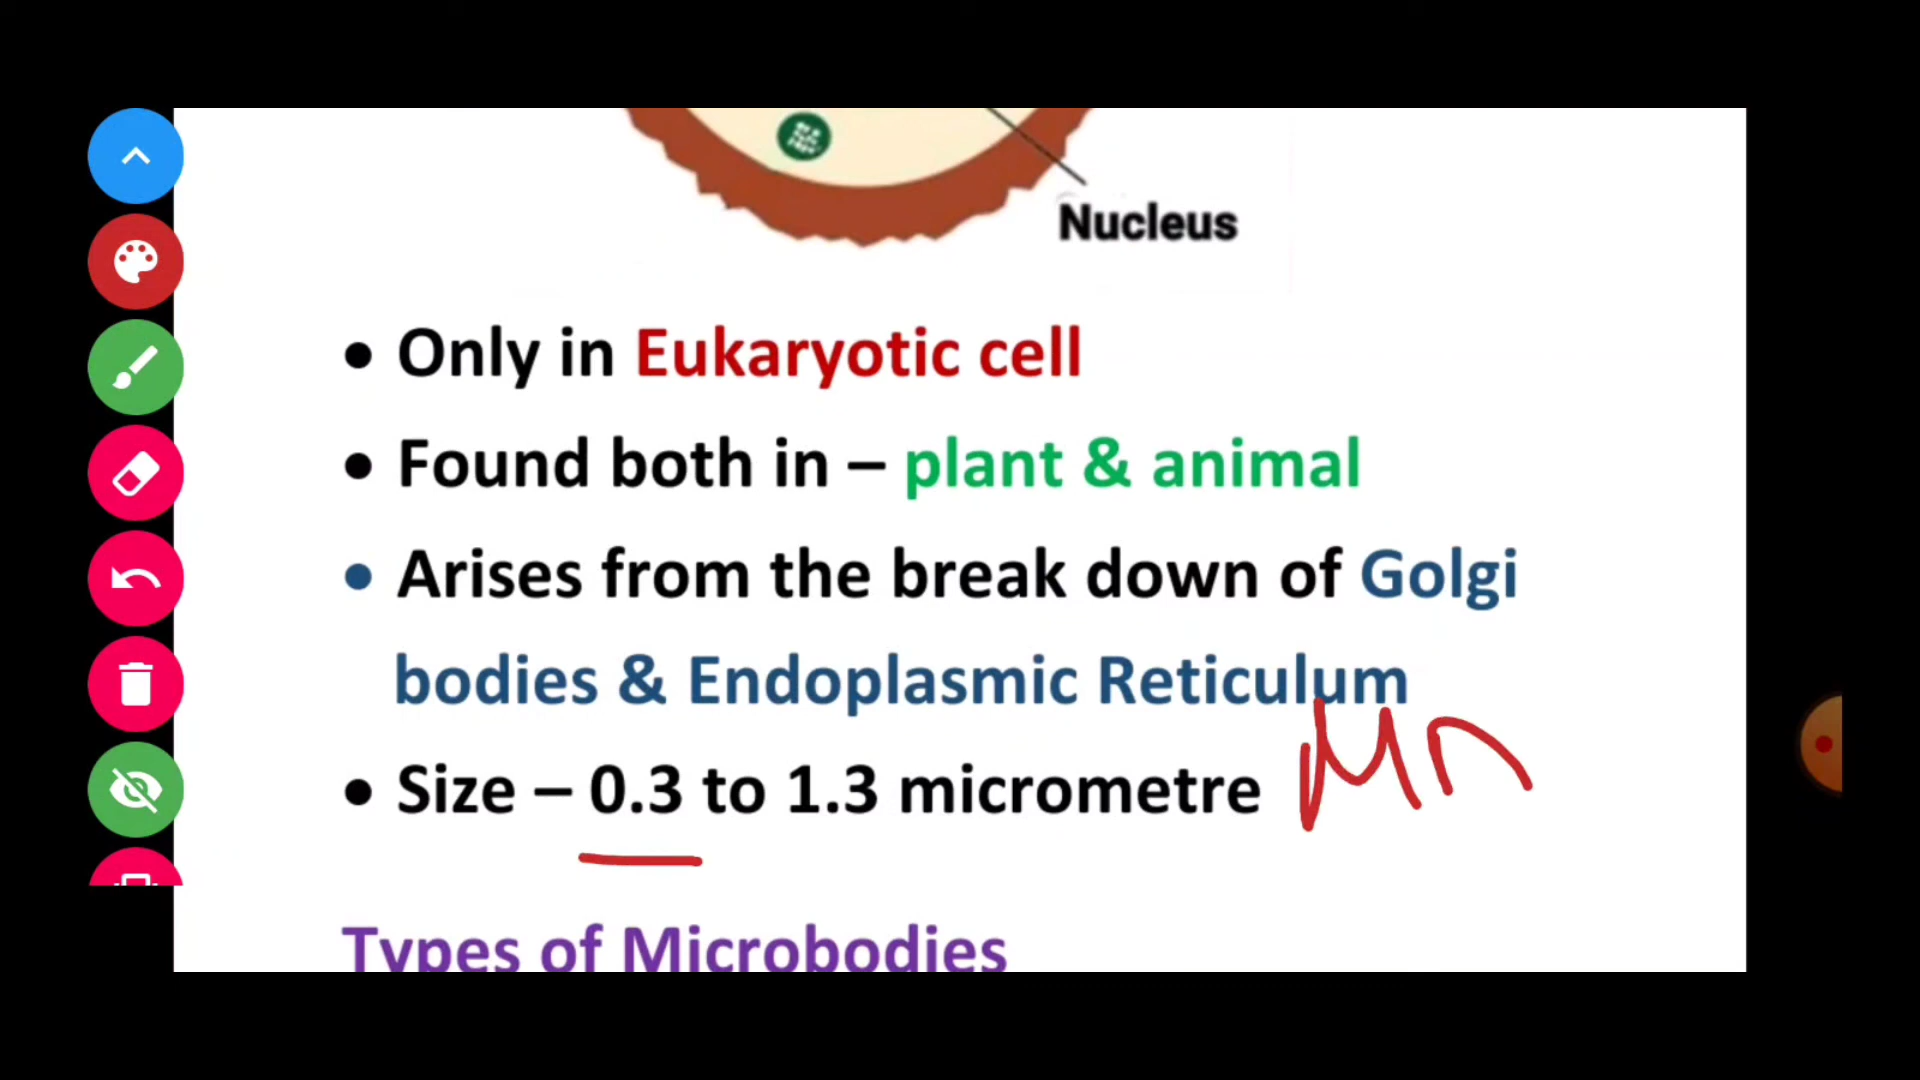 Nucleus
• Only in Eukaryotic cell
• Found both in – plant & animal
• Arises from the break down of Golgi
bodies & Endoplasmic Reticulum
• Size – 0.3 to 1.3 micrometre
Types of Microbodies